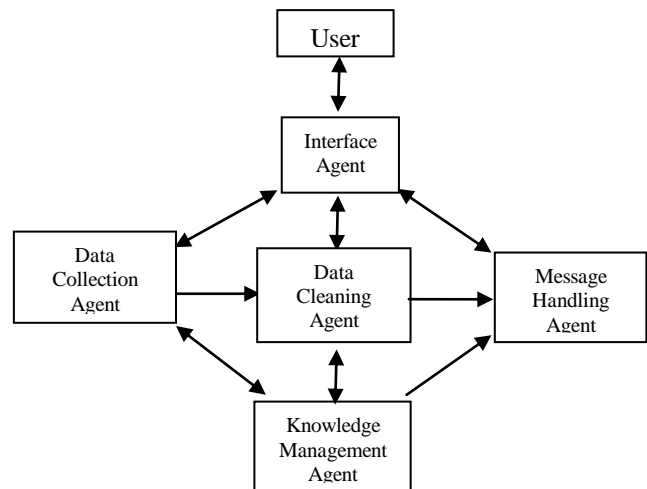 User
Interface
Agent
Data
Collection
Agent
Data
Cleaning
Agent
Message
Handling
Agent
Knowledge
Management
Agent